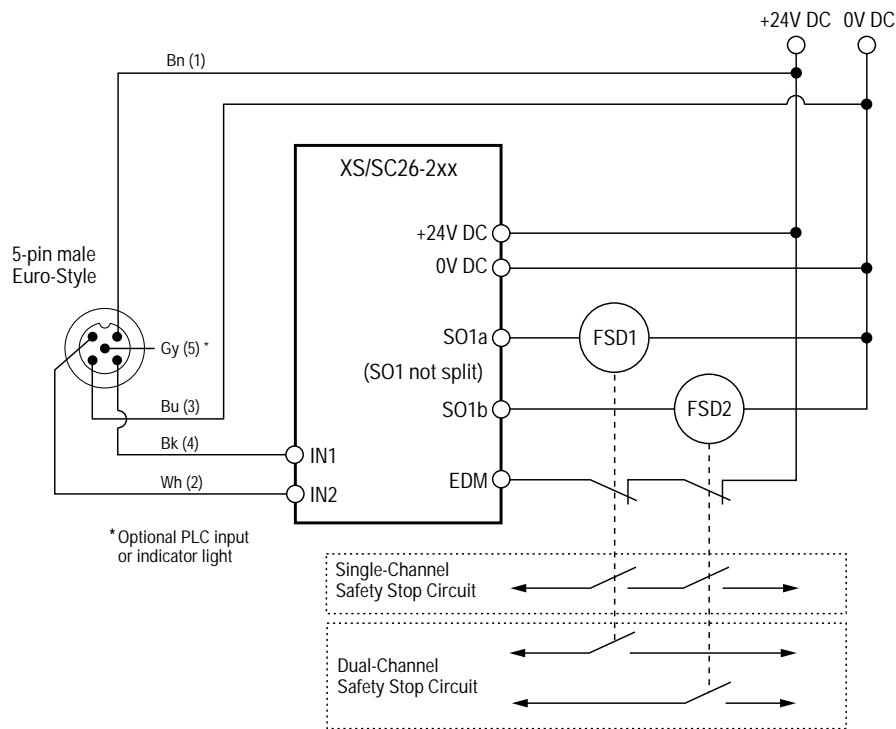 +24V DC 0V DC
Bn (1)
XS/SC26-2xx
+24V DC
0V DC
5-pin male
Euro-Style
Gy (5) *
SO1a
FSD1
(SO1 not split)
SO1b
FSD2
Bu (3)
Bk (4)
IN1
EDM
Wh (2)
IN2
* Optional PLC input
or indicator light
Single-Channel
Safety Stop Circuit
Dual-Channel
Safety Stop Circuit